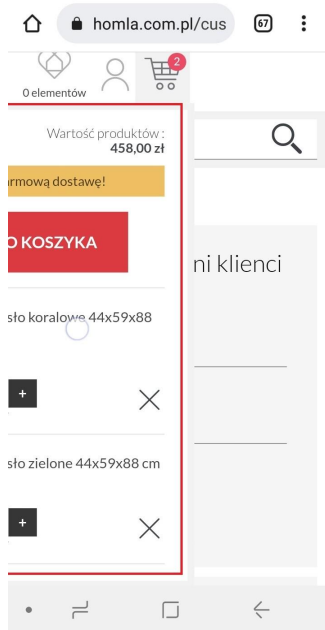 homla.com.pl/cus
67
2
0 elementów
Wartość produktów :
458,00 zł
armową dostawę!
O KOSZYKA
ni klienci
sło koralowe 44x59x88
+
sło zielone 44x59x88 cm
+